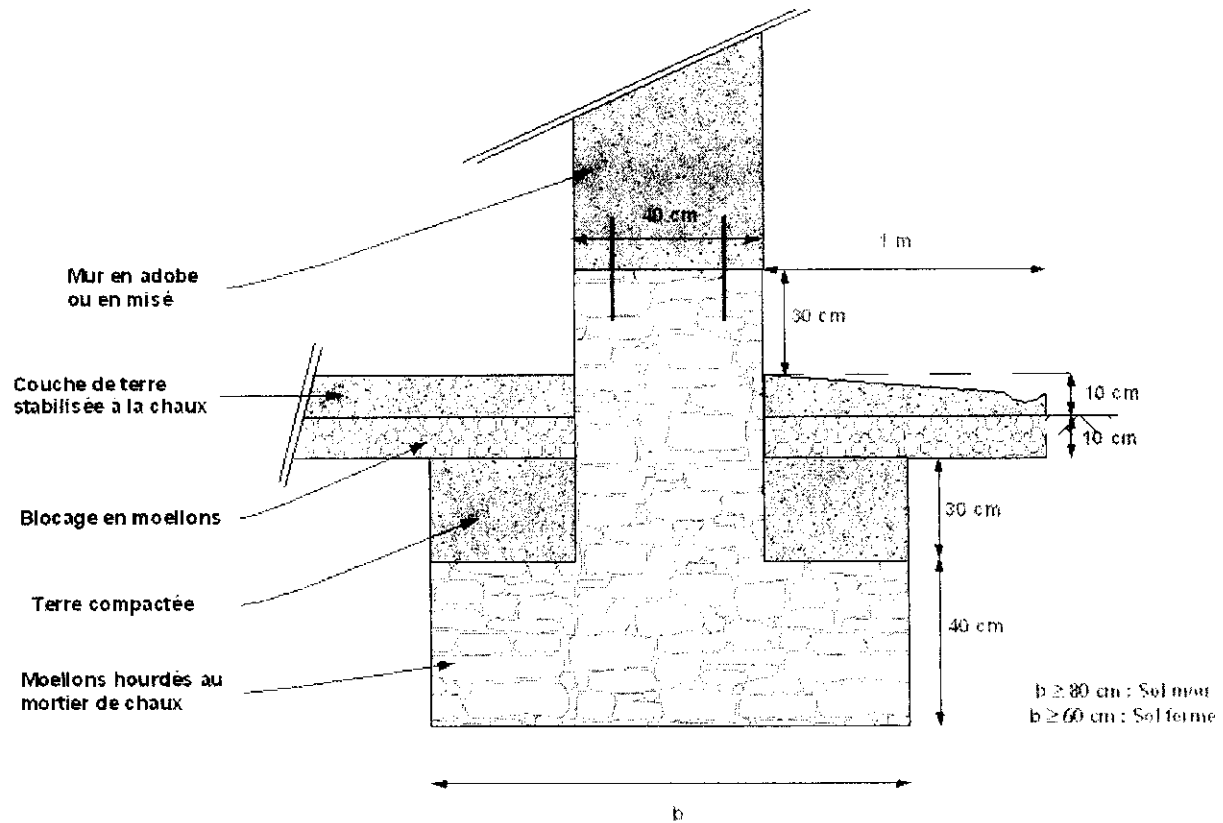 40 cm
1 m
Mur en adobe
ou en misé
30 cm
Couche de terre
stabilisée à la chaux
10 cm
10 cm
Blocage en moellons
30 cm
Terre compactée
40 cm
Moellons hourdés au
mortier de chaux
b ≥ 80 cm : Sol mou
b ≥ 60 cm : Sol ferme
b